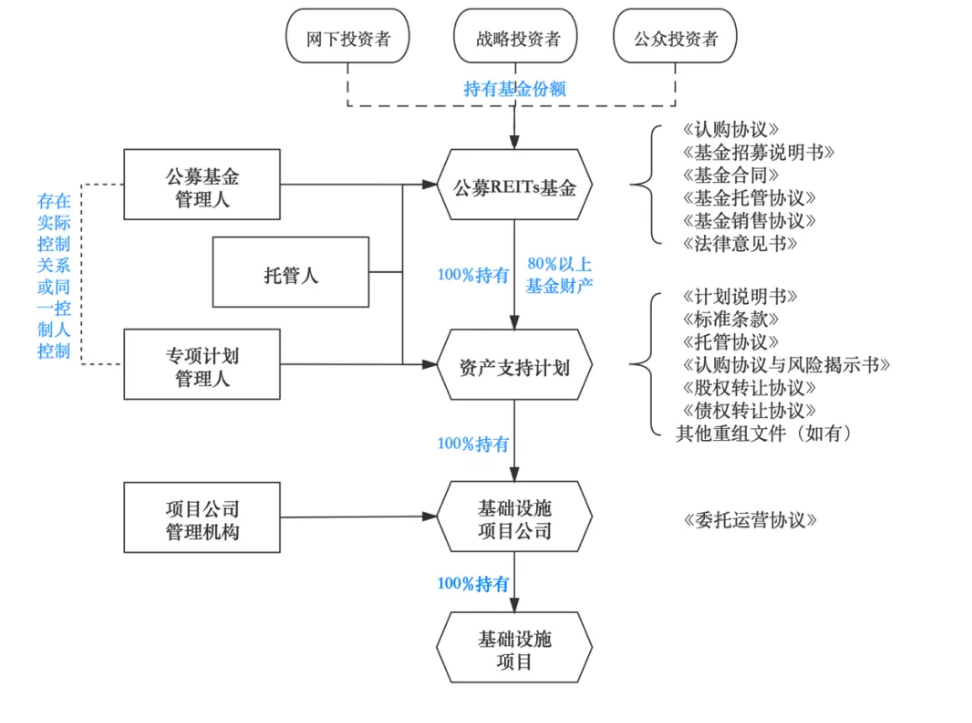 网下投资者
战略投资者
公众投资者
持有基金份额
《认购协议》
《基金招募说明书》
《基金合同》
《基金托管协议》
《基金销售协议》
《法律意见书》
公募基金
管理人
公募REITs基金
存在
实际
控制
关系
或同
一控
制人
控制
托管人
100%持有
80%以上
基金财产
《计划说明书》
《标准条款》
《托管协议》
《认购协议与风险揭示书》
《股权转让协议》
《债权转让协议》
其他重组文件（如有）
专项计划
管理人
资产支持计划
100%持有
项目公司
管理机构
基础设施
项目公司
《委托运营协议》
100%持有
基础设施
项目